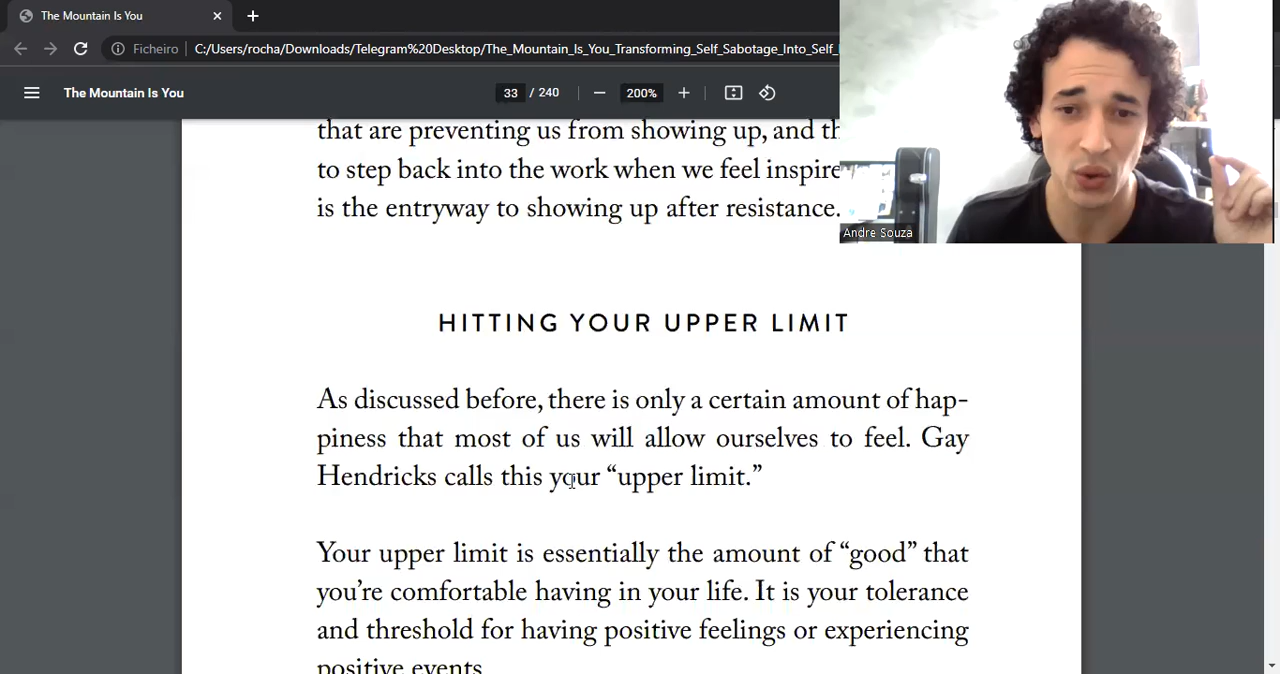 The Mountain Is You
Ficheiro C:/Users/rocha/Downloads/Telegram%20Desktop/The_Mountain_Is_You_Transforming_Self_Sabotage_Into_Self_
The Mountain Is You 33 / 240 200%
that are preventing us from showing up, and
to step back into the work when we feel inspire
is the entryway to showing up after resistance.
Andre Souza
HITTING YOUR UPPER LIMIT
As discussed before, there is only a certain amount of hap-
piness that most of us will allow ourselves to feel. Gay
Hendricks calls this your “upper limit.”
Your upper limit is essentially the amount of “good” that
you’re comfortable having in your life. It is your tolerance
and threshold for having positive feelings or experiencing
positive events.